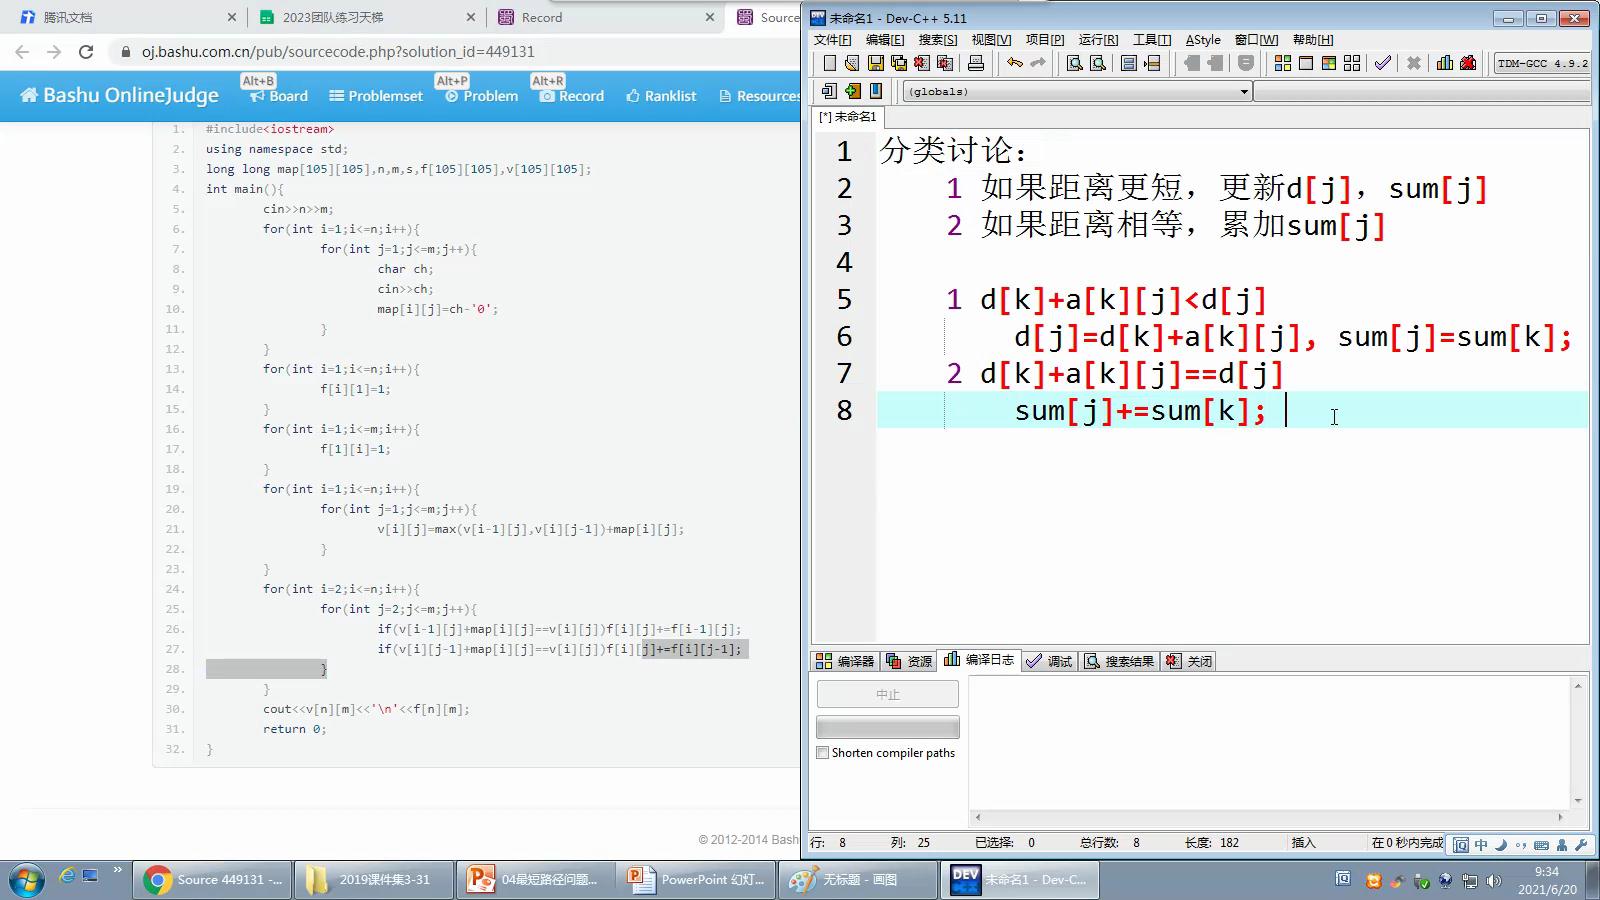 腾讯文档
2023团队练习天梯
Record
Source
oj.bashu.com.cn/pub/sourcecode.php?solution_id=449131
Alt+B
Alt+P
Alt+R
Bashu OnlineJudge
Board
Problemset
Problem
Record
Ranklist
Resources
1. #include<iostream>
2. using namespace std;
3. long long map[105][105],n,m,s,f[105][105],v[105][105];
4. int main(){
5. cin>>n>>m;
6. for(int i=1;i<=n;i++){
7. for(int j=1;j<=m;j++){
8. char ch;
9. cin>>ch;
10. map[i][j]=ch-'0';
11. }
12. }
13. for(int i=1;i<=n;i++){
14. f[i][1]=1;
15. }
16. for(int i=1;i<=m;i++){
17. f[1][i]=1;
18. }
19. for(int i=1;i<=n;i++){
20. for(int j=1;j<=m;j++){
21. v[i][j]=max(v[i-1][j],v[i][j-1])+map[i][j];
22. }
23. }
24. for(int i=2;i<=n;i++){
25. for(int j=2;j<=m;j++){
26. if(v[i-1][j]+map[i][j]==v[i][j])f[i][j]+=f[i-1][j];
27. if(v[i][j-1]+map[i][j]==v[i][j])f[i][j]+=f[i][j-1];
28. }
29. }
30. cout<<v[n][m]<<'\n'<<f[n][m];
31. return 0;
32. }
© 2012-2014 Bashu
未命名1 - Dev-C++ 5.11
文件[F] 编辑[E] 搜索[S] 视图[V] 项目[P] 运行[R] 工具[T] AStyle 窗口[W] 帮助[H]
TDM-GCC 4.9.2
(globals)
[*] 未命名1
1 分类讨论:
2 1 如果距离更短, 更新d[j], sum[j]
3 2 如果距离相等, 累加sum[j]
4
5 1 d[k]+a[k][j]<d[j]
6 d[j]=d[k]+a[k][j], sum[j]=sum[k];
7 2 d[k]+a[k][j]==d[j]
8 sum[j]+=sum[k];
编译器 资源 编译日志 调试 搜索结果 关闭
中止
Shorten compiler paths
行: 8 列: 25 已选择: 0 总行数: 8 长度: 182 插入 在 0 秒内完成
中
Source 449131 -...
2019课件集3-31
04最短路径问题...
PowerPoint 幻灯...
无标题 - 画图
DEV
未命名1 - Dev-C...
9:34
2021/6/20